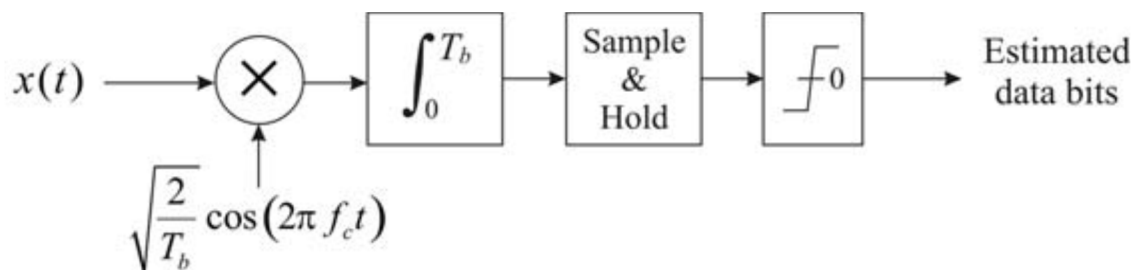 x(t)
×
∫₀^{T_b}
Sample
&
Hold
0
Estimated
data bits
√(2/T_b) cos(2π f_c t)